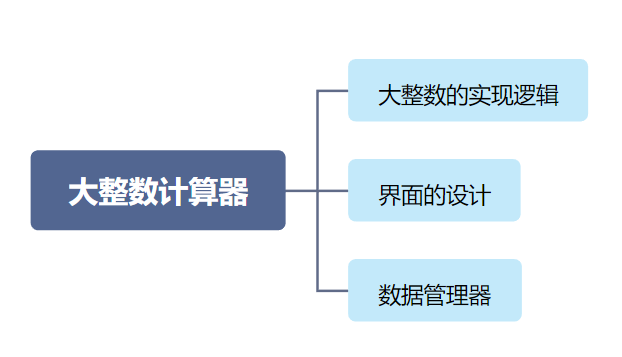 大整数计算器
大整数的实现逻辑
界面的设计
数据管理器